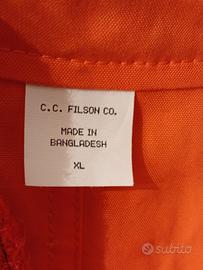 C.C. FILSON CO.
MADE IN
BANGLADESH
XL
subito